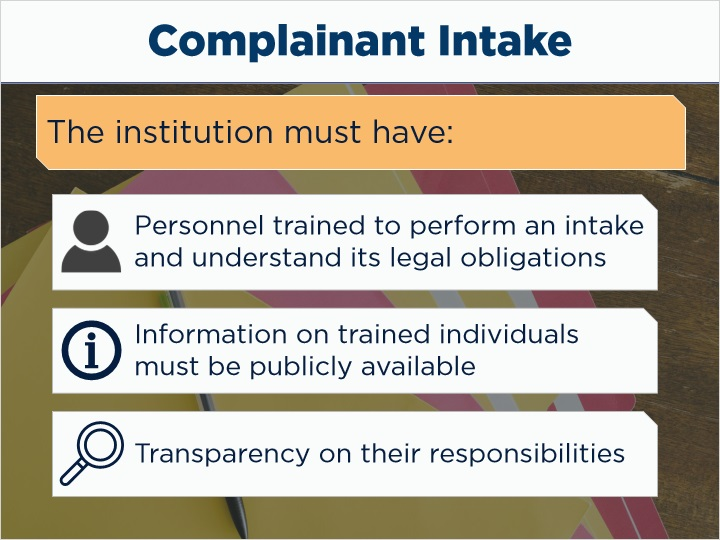 Complainant Intake
The institution must have:
Personnel trained to perform an intake
and understand its legal obligations
Information on trained individuals
must be publicly available
Transparency on their responsibilities